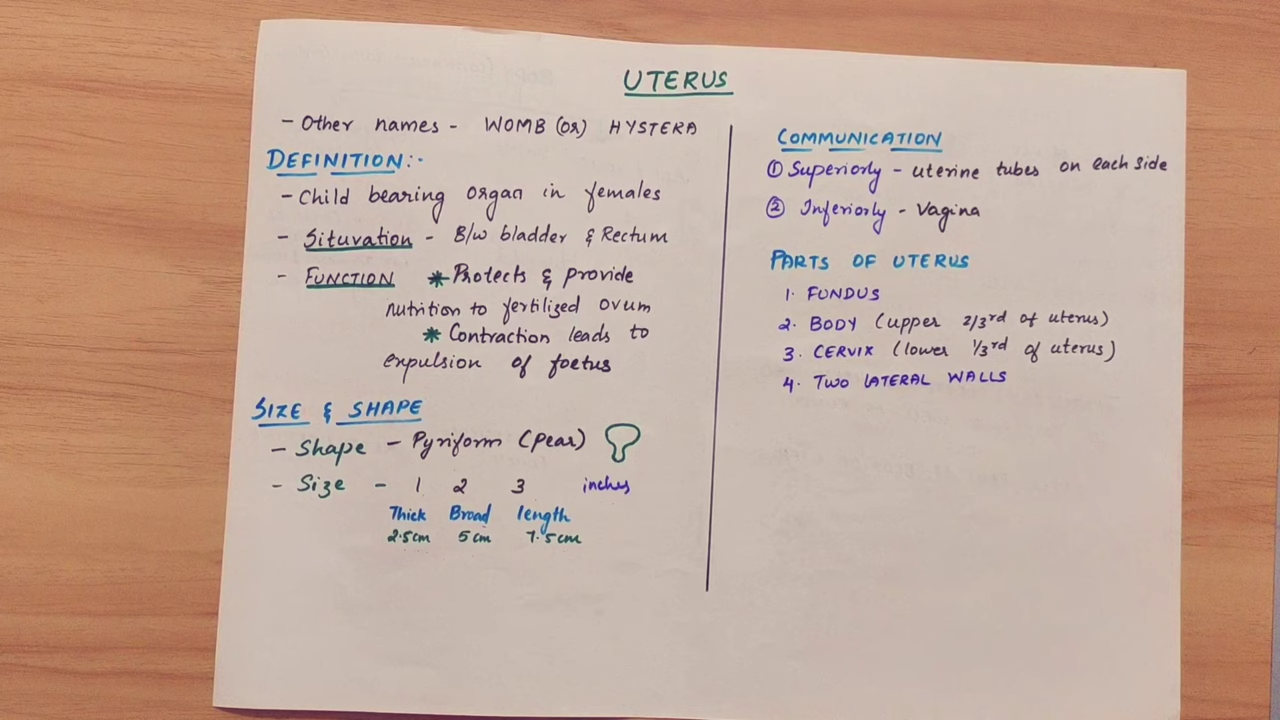 UTERUS
- Other names - WOMB (or) HYSTERA
DEFINITION:-
- Child bearing organ in females
- Situvation - B/w bladder & Rectum
- FUNCTION * Protects & provide
nutrition to fertilized ovum
* Contraction leads to
expulsion of foetus
SIZE & SHAPE
- Shape - Pyriform (Pear)
- Size - 1 2 3 inches
Thick Broad length
2.5cm 5cm 7.5cm
COMMUNICATION
① Superiorly - uterine tubes on each side
② Inferiorly - Vagina
PARTS OF UTERUS
1. FUNDUS
2. BODY (upper 2/3rd of uterus)
3. CERVIX (lower 1/3rd of uterus)
4. TWO LATERAL WALLS